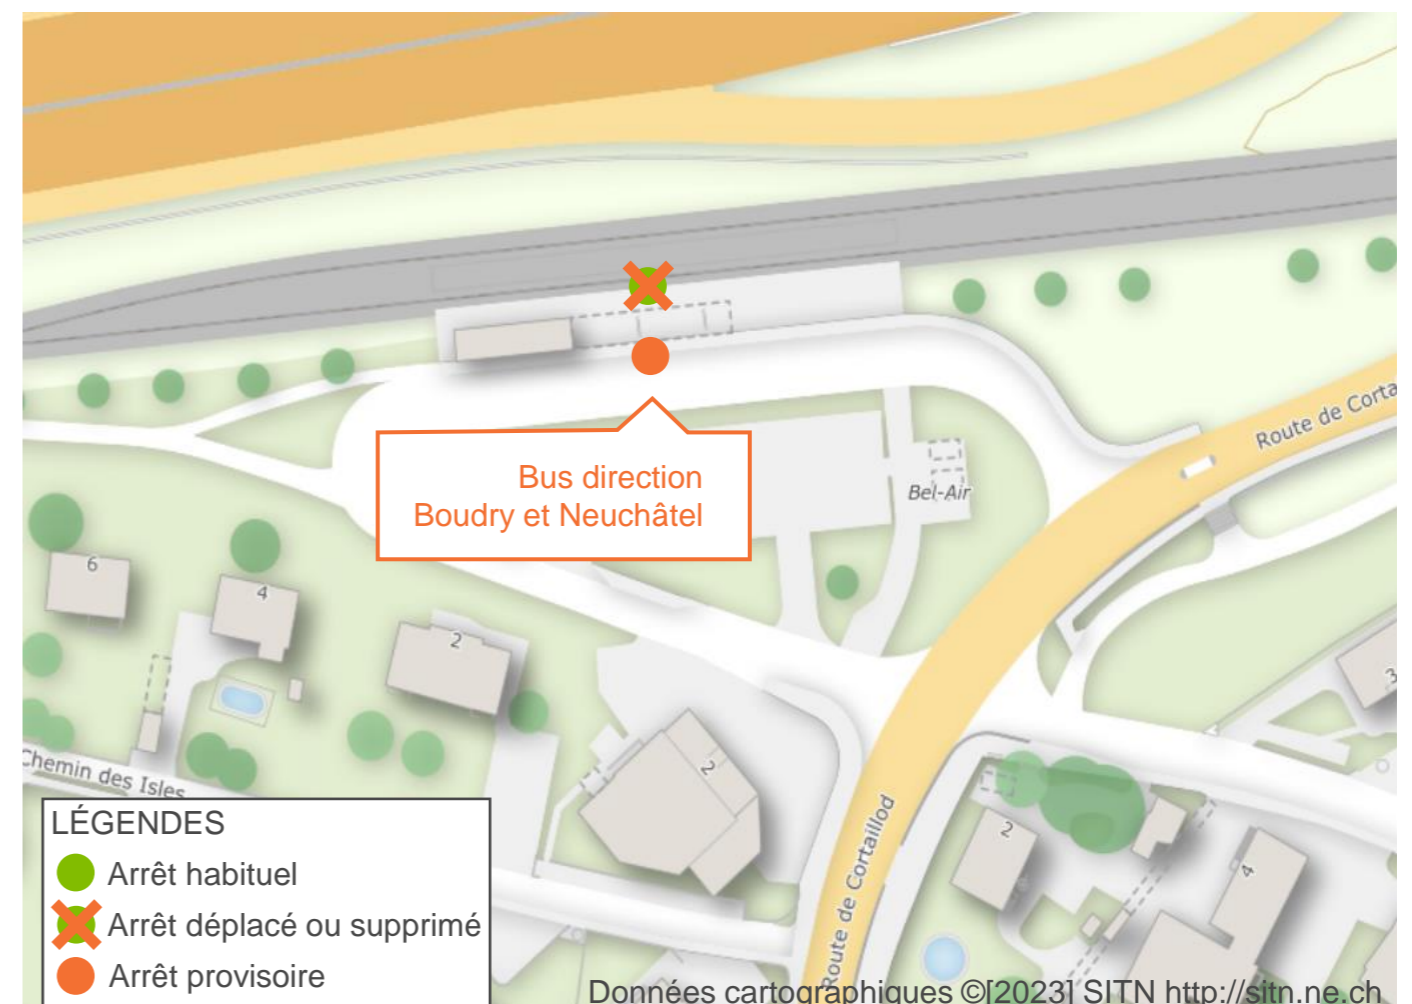 Route de Corta
Bus direction
Boudry et Neuchâtel
Bel-Air
6
4
2
2
3
Chemin des Isles
Route de Cortaillod
2
4
LÉGENDES
Arrêt habituel
Arrêt déplacé ou supprimé
Arrêt provisoire
Données cartographiques ©[2023] SITN http://sitn.ne.ch